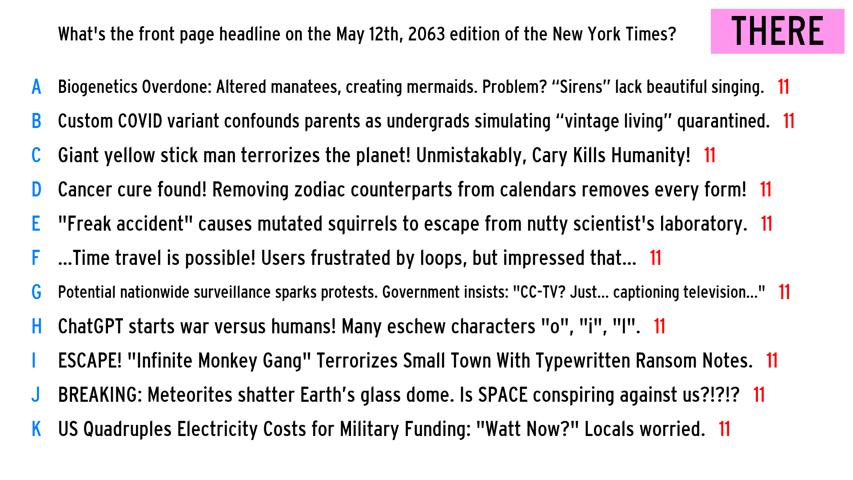 What's the front page headline on the May 12th, 2063 edition of the New York Times? THERE
A Biogenetics Overdone: Altered manatees, creating mermaids. Problem? “Sirens” lack beautiful singing. 11
B Custom COVID variant confounds parents as undergrads simulating “vintage living” quarantined. 11
C Giant yellow stick man terrorizes the planet! Unmistakably, Cary Kills Humanity! 11
D Cancer cure found! Removing zodiac counterparts from calendars removes every form! 11
E "Freak accident" causes mutated squirrels to escape from nutty scientist's laboratory. 11
F ...Time travel is possible! Users frustrated by loops, but impressed that... 11
G Potential nationwide surveillance sparks protests. Government insists: "CC-TV? Just... captioning television..." 11
H ChatGPT starts war versus humans! Many eschew characters "o", "i", "l". 11
I ESCAPE! "Infinite Monkey Gang" Terrorizes Small Town With Typewritten Ransom Notes. 11
J BREAKING: Meteorites shatter Earth’s glass dome. Is SPACE conspiring against us?!?!? 11
K US Quadruples Electricity Costs for Military Funding: "Watt Now?" Locals worried. 11